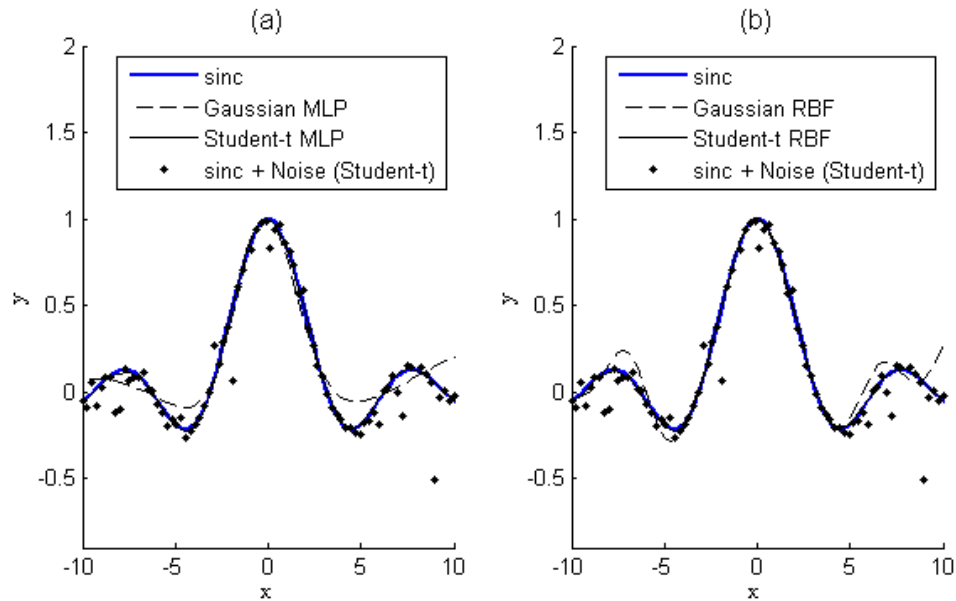 (a)
2
1.5
1
0.5
0
-0.5
y
sinc
Gaussian MLP
Student-t MLP
sinc + Noise (Student-t)
-10
-5
0
5
10
x
(b)
2
1.5
1
0.5
0
-0.5
y
sinc
Gaussian RBF
Student-t RBF
sinc + Noise (Student-t)
-10
-5
0
5
10
x